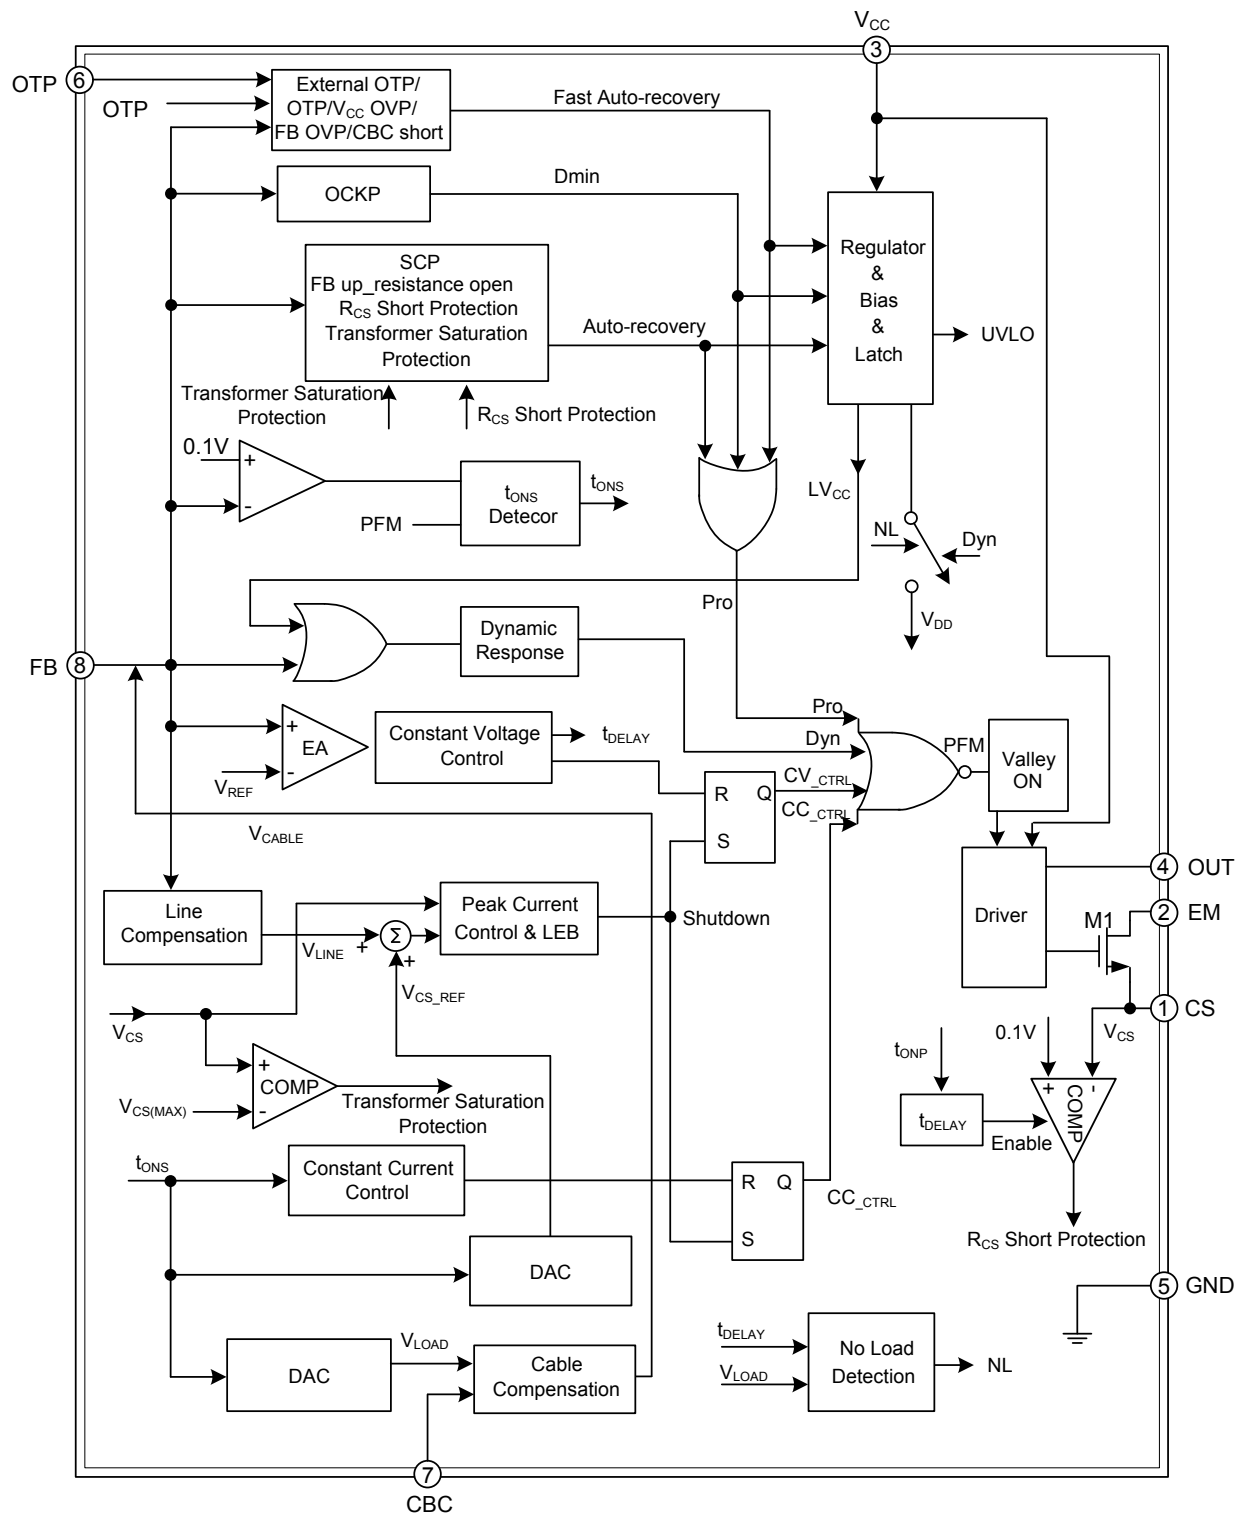 VCC
3
OTP
6
OTP
External OTP/
OTP/VCC OVP/
FB OVP/CBC short
Fast Auto-recovery
OCKP
Dmin
SCP
FB up_resistance open
RCS Short Protection
Transformer Saturation
Protection
Auto-recovery
Regulator
&
Bias
&
Latch
UVLO
Transformer Saturation
Protection
RCS Short Protection
0.1V
+
-
PFM
tONS
Detecor
tONS
LVCC
NL
Dyn
VDD
Pro
FB
8
Dynamic
Response
+
EA
-
VREF
Constant Voltage
Control
tDELAY
Pro
Dyn
CV_CTRL
CC_CTRL
PFM
Valley
ON
R
Q
S
VCABLE
Line
Compensation
VLINE
+
Σ
+
Peak Current
Control & LEB
Shutdown
VCS_REF
Driver
4
OUT
2
EM
M1
1
CS
VCS
VCS
+
COMP
-
VCS(MAX)
Transformer Saturation
Protection
tONP
0.1V
tDELAY
Enable
+
-
COMP
RCS Short Protection
tONS
Constant Current
Control
R
Q
S
CC_CTRL
DAC
5
GND
DAC
VLOAD
Cable
Compensation
tDELAY
VLOAD
No Load
Detection
NL
7
CBC